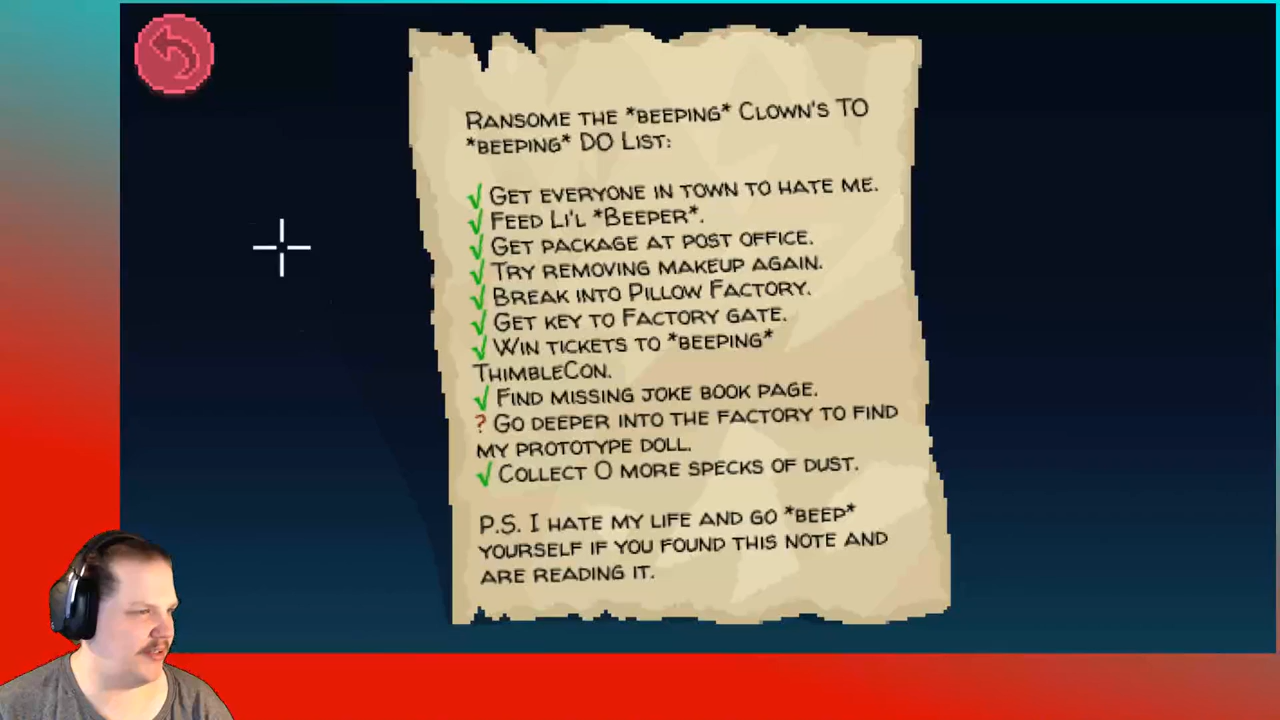 RANSOME THE *BEEPING* CLOWN'S TO
*BEEPING* DO LIST:
√ GET EVERYONE IN TOWN TO HATE ME.
√ FEED LI'L *BEEPER*.
√ GET PACKAGE AT POST OFFICE.
√ TRY REMOVING MAKEUP AGAIN.
√ BREAK INTO PILLOW FACTORY.
√ GET KEY TO FACTORY GATE.
√ WIN TICKETS TO *BEEPING*
THIMBLECON.
√ FIND MISSING JOKE BOOK PAGE.
? GO DEEPER INTO THE FACTORY TO FIND
MY PROTOTYPE DOLL.
√ COLLECT 0 MORE SPECKS OF DUST.
P.S. I HATE MY LIFE AND GO *BEEP*
YOURSELF IF YOU FOUND THIS NOTE AND
ARE READING IT.